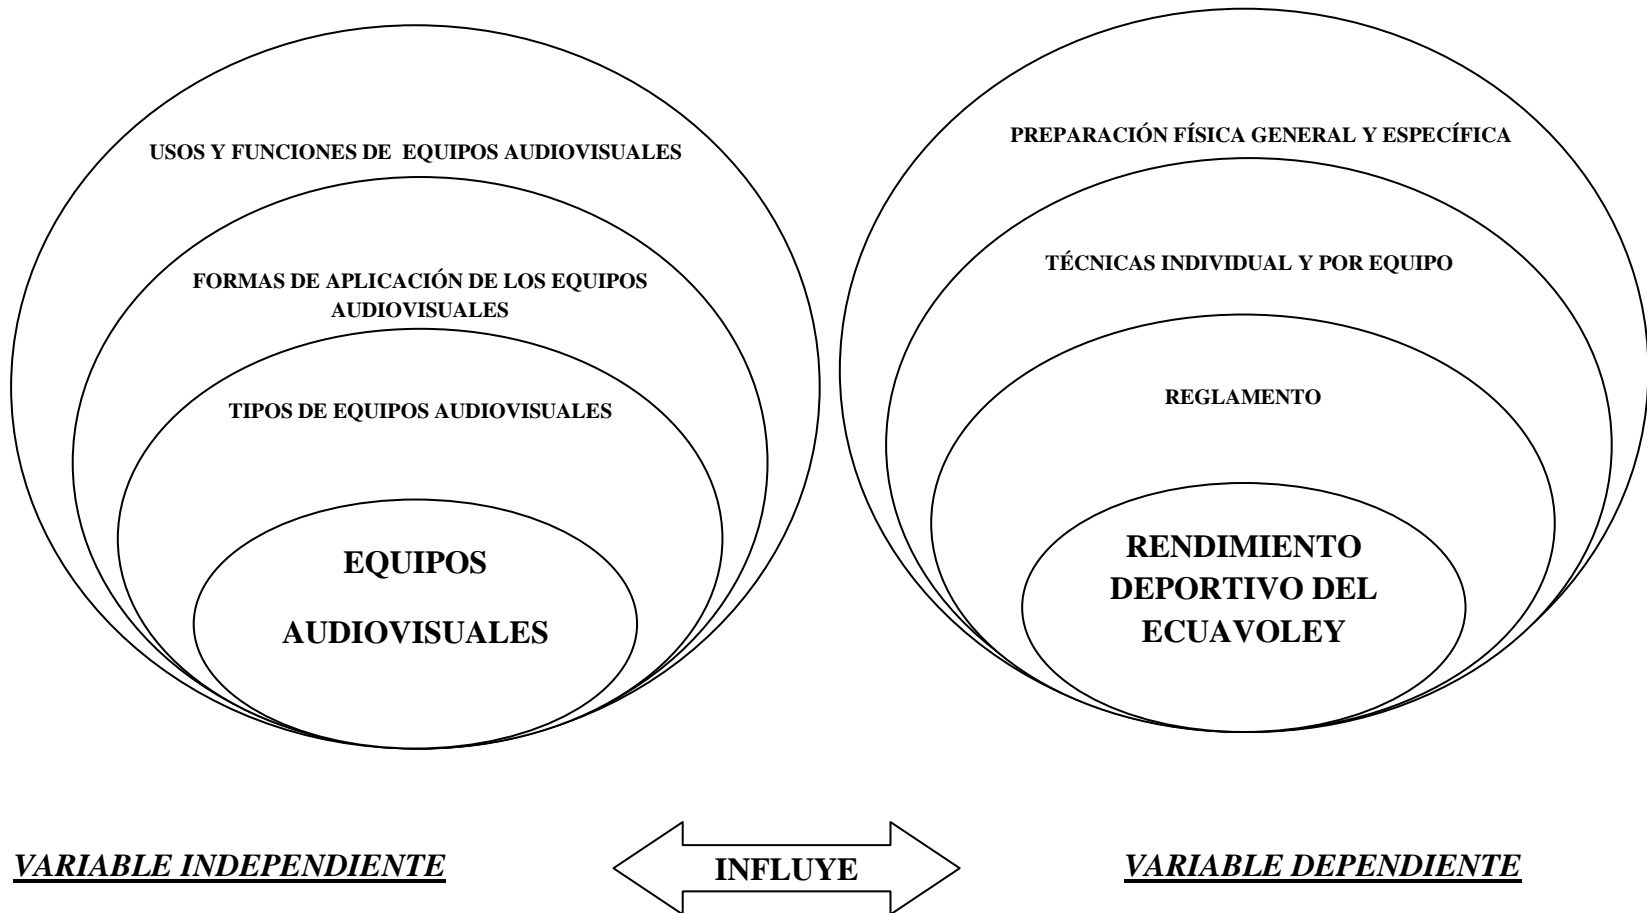 USOS Y FUNCIONES DE EQUIPOS AUDIOVISUALES
FORMAS DE APLICACIÓN DE LOS EQUIPOS
AUDIOVISUALES
TIPOS DE EQUIPOS AUDIOVISUALES
EQUIPOS
AUDIOVISUALES
PREPARACIÓN FÍSICA GENERAL Y ESPECÍFICA
TÉCNICAS INDIVIDUAL Y POR EQUIPO
REGLAMENTO
RENDIMIENTO
DEPORTIVO DEL
ECUAVOLEY
VARIABLE INDEPENDIENTE
INFLUYE
VARIABLE DEPENDIENTE